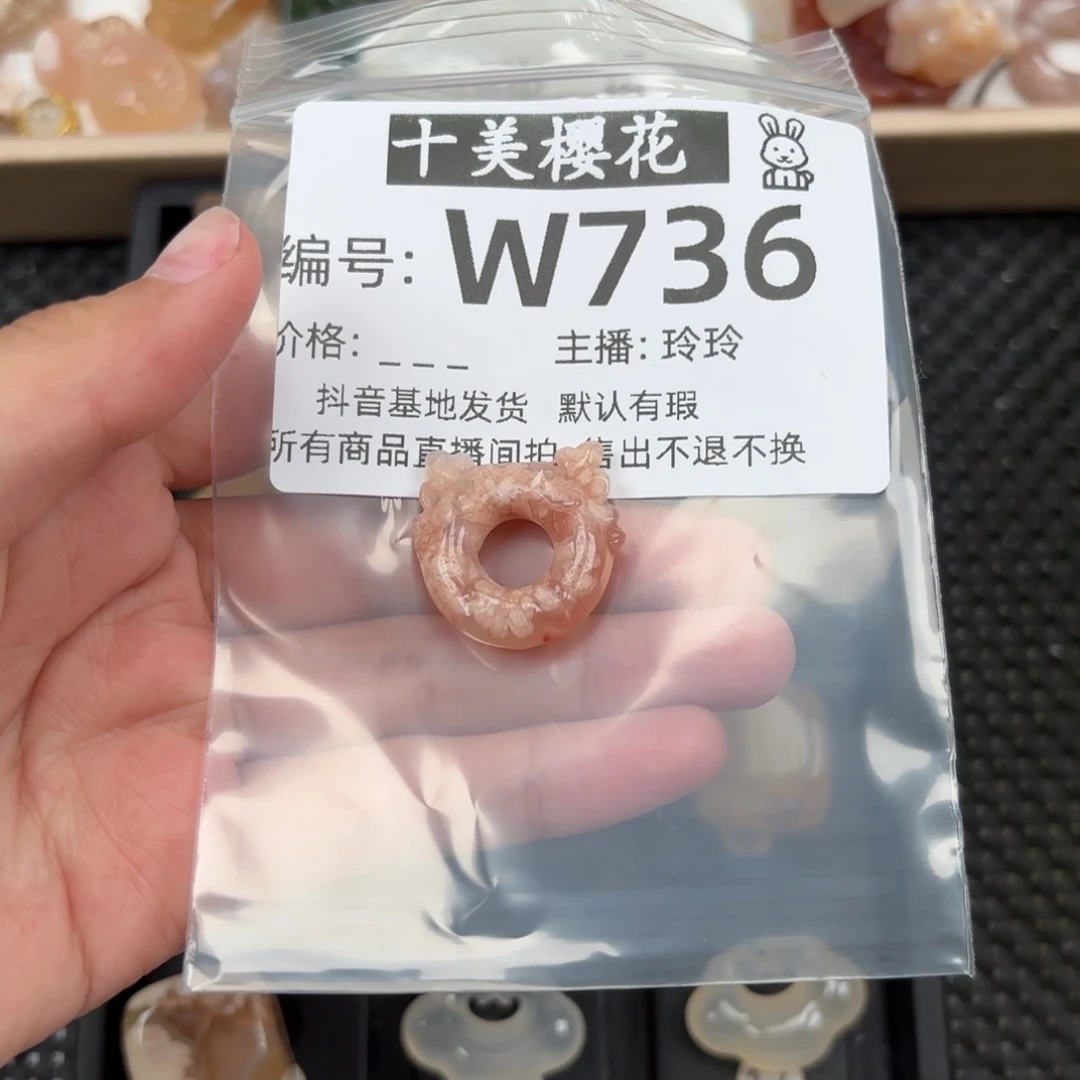 十美樱花
编号: W736
价格: _ _ _ 主播: 玲玲
抖音基地发货 默认有瑕
所有商品直播间拍 售出不退不换